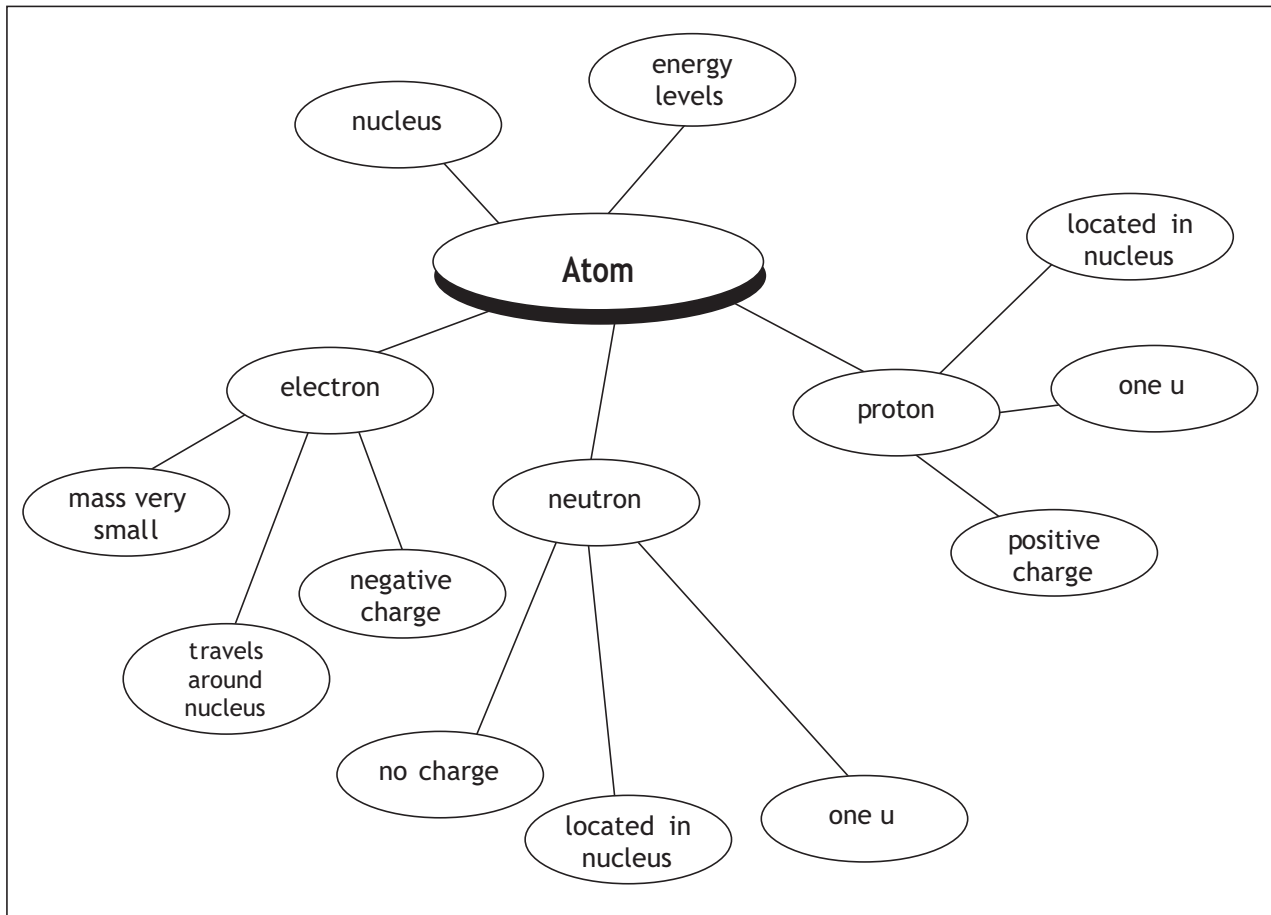 energy
levels
nucleus
Atom
located in
nucleus
electron
proton
one u
mass very
small
neutron
positive
charge
negative
charge
travels
around
nucleus
no charge
located in
nucleus
one u